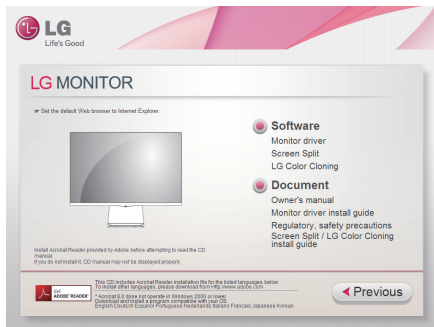 LG
Life's Good
LG MONITOR
Set the default Web browser to Internet Explorer.
Software
Monitor driver
Screen Split
LG Color Cloning
Document
Owner's manual
Monitor driver install guide
Regulatory, safety precautions
Screen Split / LG Color Cloning
install guide
Install Acrobat Reader provided by Adobe before attempting to read the CD
manual.
If you do not install it, CD manual may not be displayed properly.
Get
ADOBE® READER®
This CD includes Acrobat Reader installation file for the listed languages below
To install other languages, please download from Http://www.adobe.com
* Acrobat 8.0 dose not operate in Windows 2000 or lower.
Download and install a program compatible with your OS.
English Deutsch Espanol Portuguese Nederlands Italiano Francais Japanese Korean
Previous